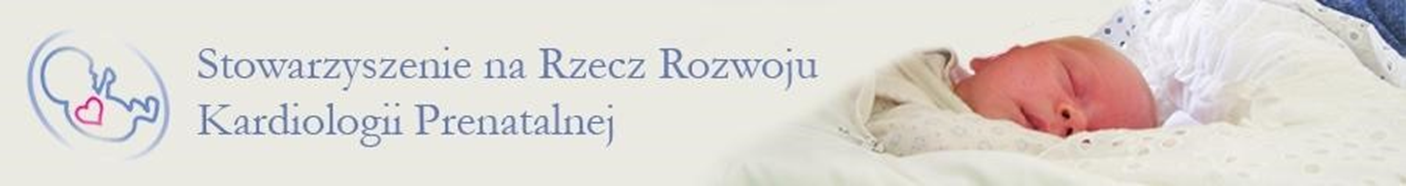 Stowarzyszenie na Rzecz Rozwoju
Kardiologii Prenatalnej